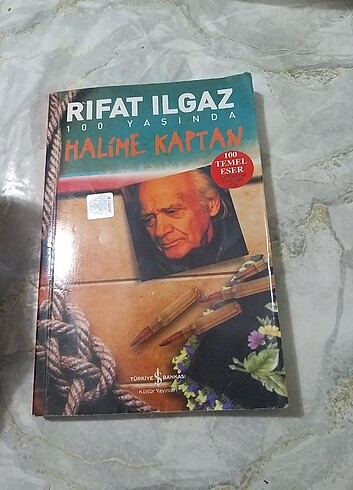 RIFAT ILGAZ
100 YAŞINDA
HALİME KAPTAN
100
TEMEL
ESER
TÜRKİYE İŞ BANKASI
Kültür Yayınları